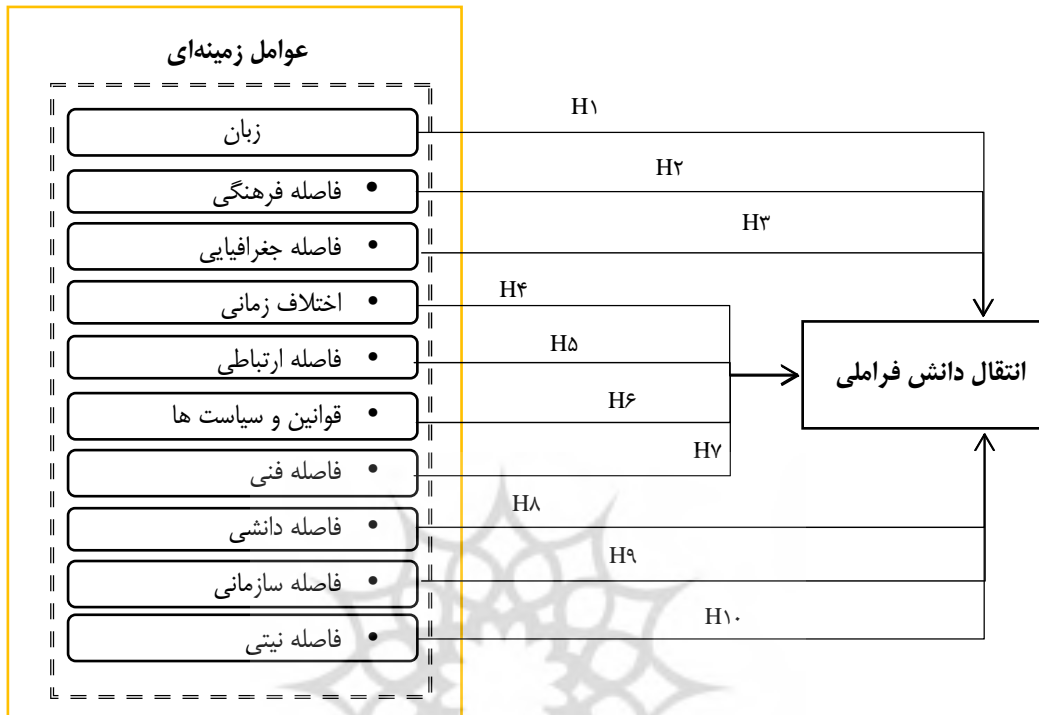 عوامل زمینه‌ای
زبان
H۱
• فاصله فرهنگی
H۲
• فاصله جغرافیایی
H۳
• اختلاف زمانی
H۴
• فاصله ارتباطی
H۵
• قوانین و سیاست ها
H۶
• فاصله فنی
H۷
• فاصله دانشی
H۸
• فاصله سازمانی
H۹
• فاصله نیتی
H۱۰
انتقال دانش فراملی